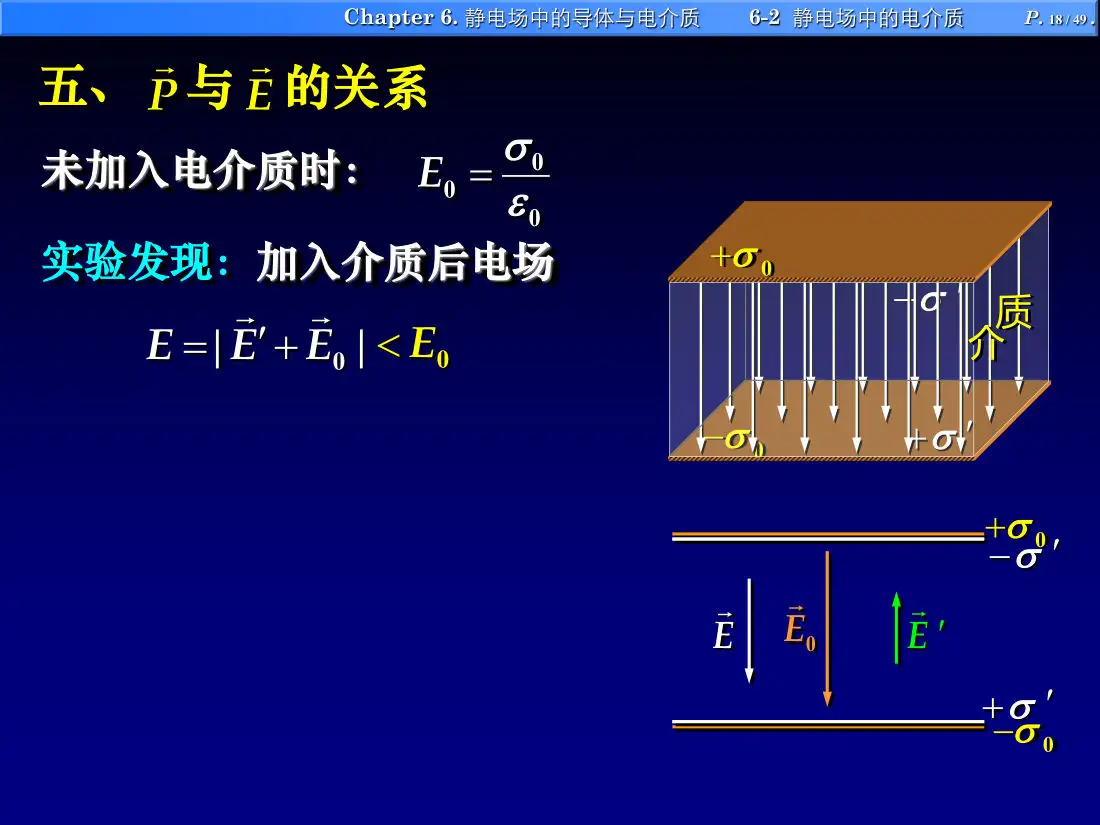 Chapter 6. 静电场中的导体与电介质 6-2 静电场中的电介质 P. 18 / 49 .
五、 P⃗ 与 E⃗ 的关系
未加入电介质时： E₀ = σ₀ / ε₀
实验发现：加入介质后电场
E = | E⃗′ + E⃗₀ | < E₀
+σ₀
−σ′
介质
−σ₀
+σ′
+σ₀
−σ′
E⃗ E⃗₀ E⃗′
+σ′
−σ₀